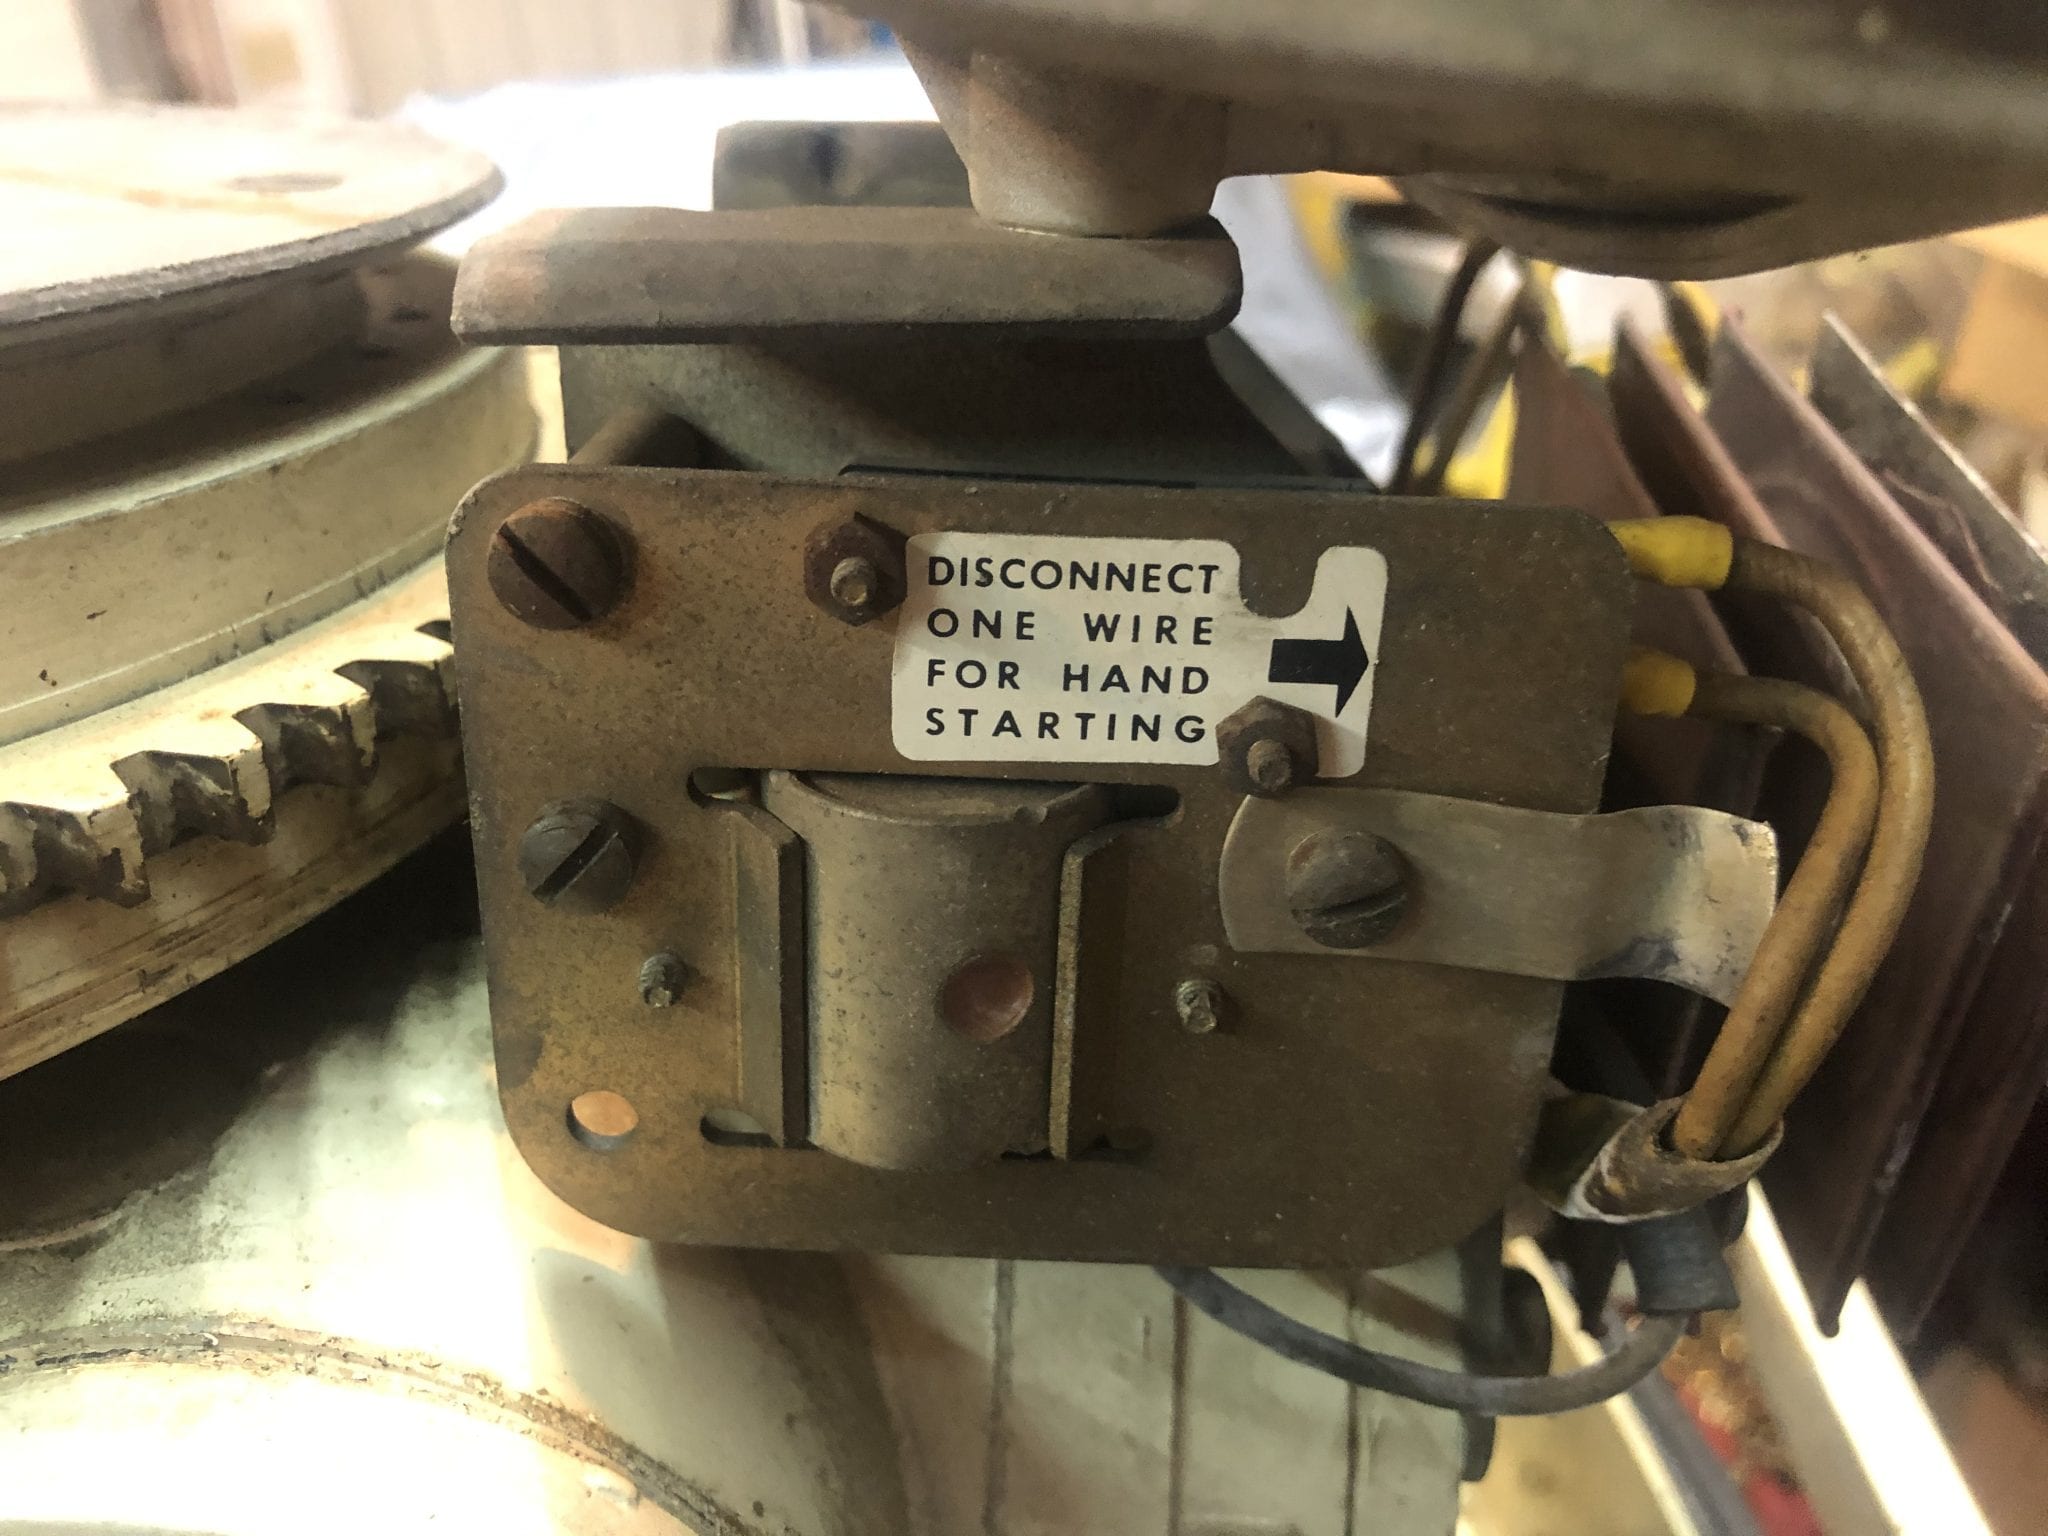 DISCONNECT
ONE WIRE
FOR HAND
STARTING